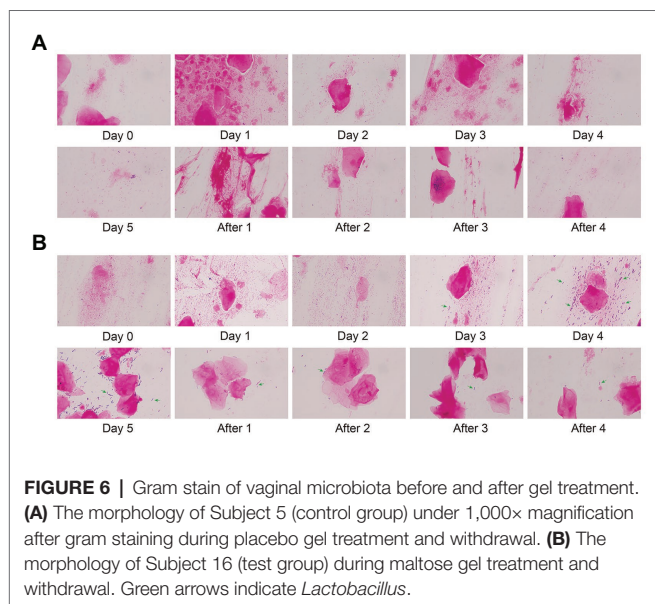 A
Day 0 Day 1 Day 2 Day 3 Day 4
Day 5 After 1 After 2 After 3 After 4
B
Day 0 Day 1 Day 2 Day 3 Day 4
Day 5 After 1 After 2 After 3 After 4
FIGURE 6 | Gram stain of vaginal microbiota before and after gel treatment.
(A) The morphology of Subject 5 (control group) under 1,000× magnification
after gram staining during placebo gel treatment and withdrawal. (B) The
morphology of Subject 16 (test group) during maltose gel treatment and
withdrawal. Green arrows indicate Lactobacillus.